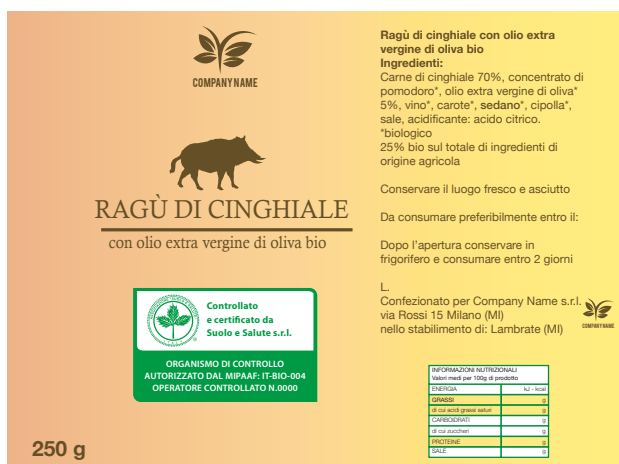 COMPANY NAME
RAGÙ DI CINGHIALE
con olio extra vergine di oliva bio
Controllato
e certificato da
Suolo e Salute s.r.l.
ORGANISMO DI CONTROLLO
AUTORIZZATO DAL MIPAAF: IT-BIO-004
OPERATORE CONTROLLATO N.0000
250 g
Ragù di cinghiale con olio extra
vergine di oliva bio
Ingredienti:
Carne di cinghiale 70%, concentrato di
pomodoro*, olio extra vergine di oliva*
5%, vino*, carote*, sedano*, cipolla*,
sale, acidificante: acido citrico.
*biologico
25% bio sul totale di ingredienti di
origine agricola
Conservare il luogo fresco e asciutto
Da consumare preferibilmente entro il:
Dopo l'apertura conservare in
frigorifero e consumare entro 2 giorni
L.
Confezionato per Company Name s.r.l.
via Rossi 15 Milano (MI)
nello stabilimento di: Lambrate (MI)
COMPANY NAME
INFORMAZIONI NUTRIZIONALI
Valori medi per 100g di prodotto
ENERGIA kJ - kcal
GRASSI g
di cui acidi grassi saturi g
CARBOIDRATI g
di cui zuccheri g
PROTEINE g
SALE g